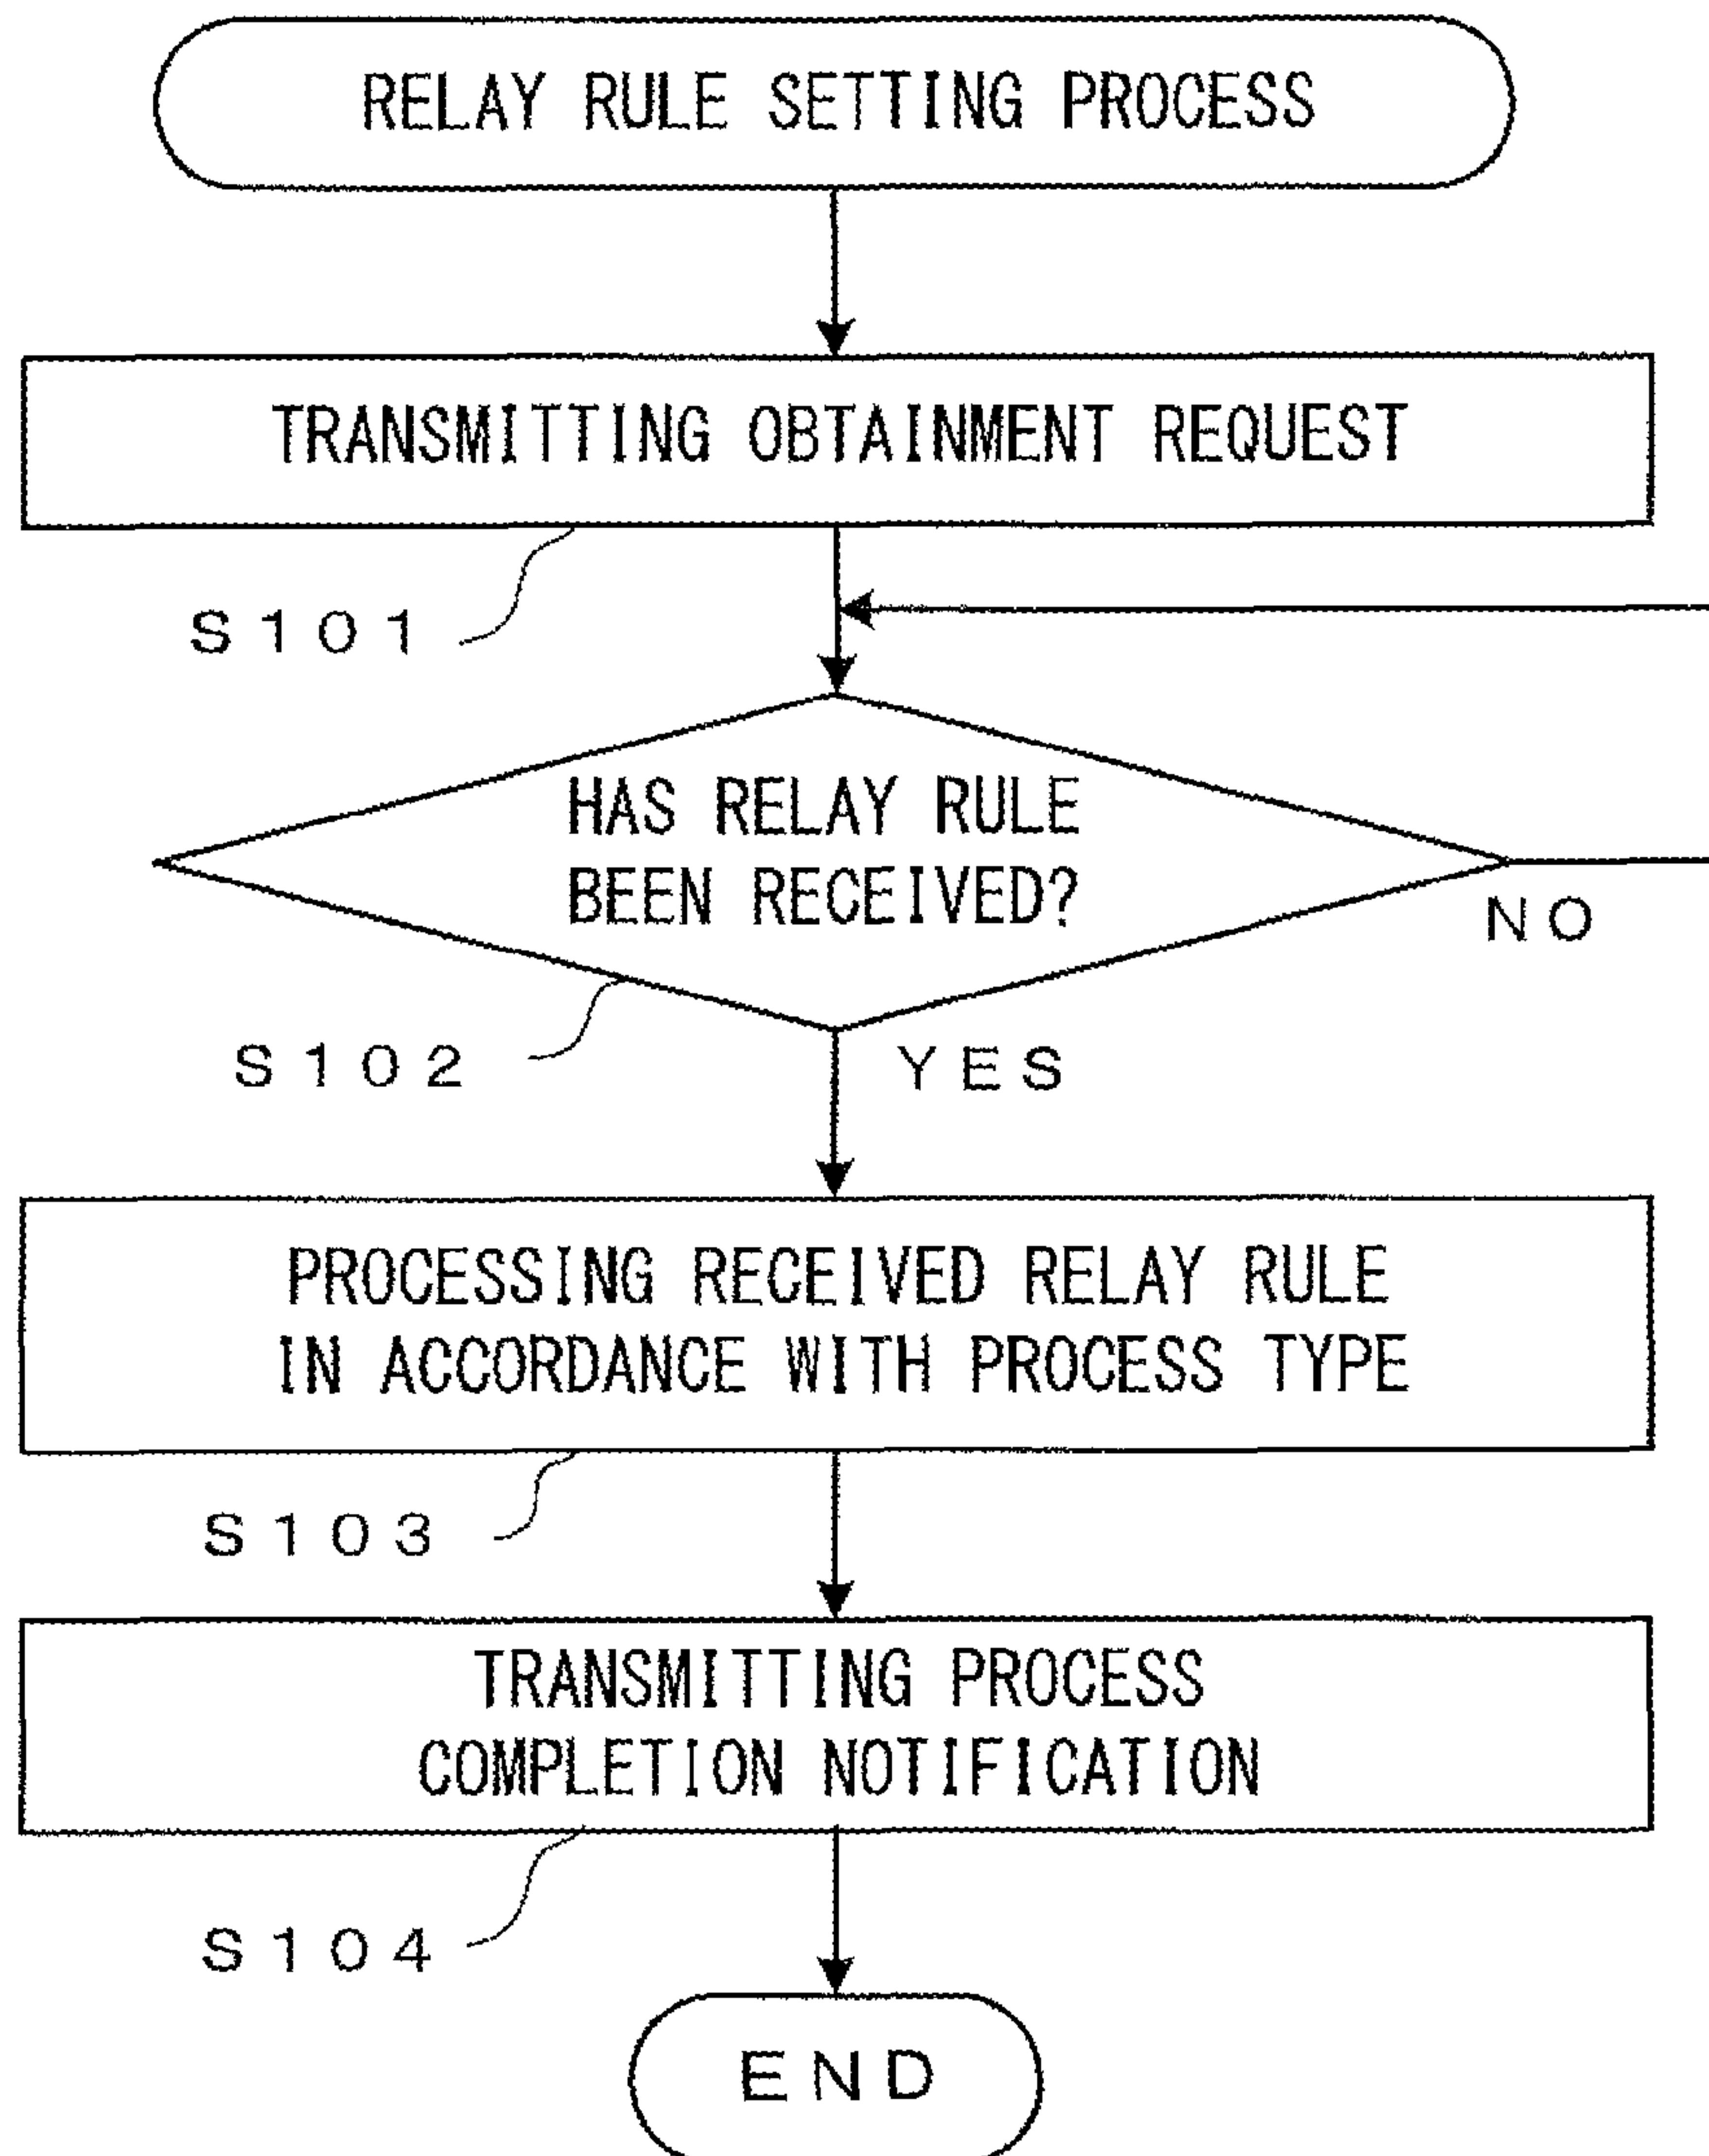 RELAY RULE SETTING PROCESS
TRANSMITTING OBTAINMENT REQUEST
S101
HAS RELAY RULE
BEEN RECEIVED?
NO
S102
YES
PROCESSING RECEIVED RELAY RULE
IN ACCORDANCE WITH PROCESS TYPE
S103
TRANSMITTING PROCESS
COMPLETION NOTIFICATION
S104
END